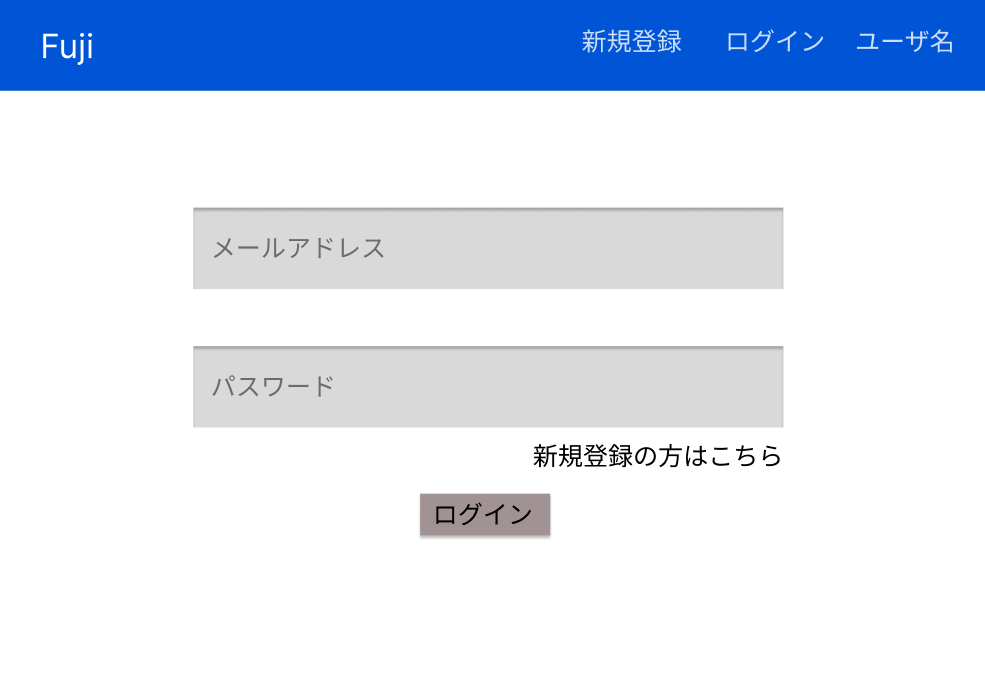 Fuji 新規登録 ログイン ユーザ名
メールアドレス
パスワード
新規登録の方はこちら
ログイン